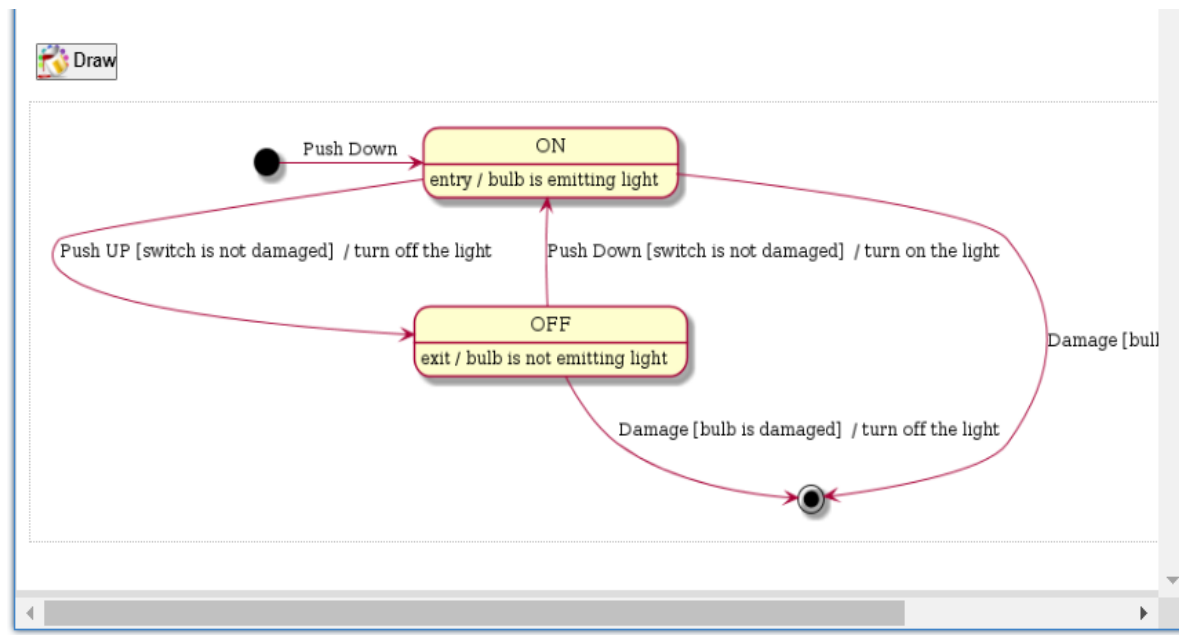 Draw
Push Down
ON
entry / bulb is emitting light
Push UP [switch is not damaged] / turn off the light
Push Down [switch is not damaged] / turn on the light
OFF
exit / bulb is not emitting light
Damage [bull
Damage [bulb is damaged] / turn off the light